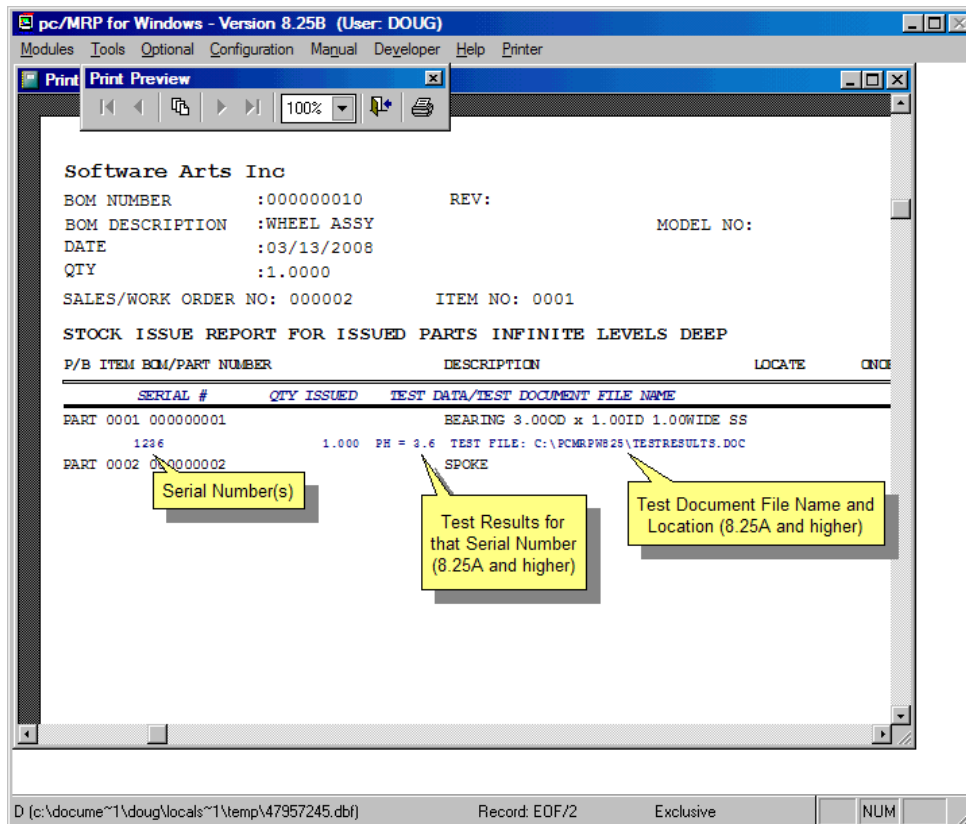 pc/MRP for Windows - Version 8.25B (User: DOUG)
Modules Tools Optional Configuration Manual Developer Help Printer
Print
Print Preview
100%
Software Arts Inc
BOM NUMBER :000000010 REV:
BOM DESCRIPTION :WHEEL ASSY MODEL NO:
DATE :03/13/2008
QTY :1.0000
SALES/WORK ORDER NO: 000002 ITEM NO: 0001
STOCK ISSUE REPORT FOR ISSUED PARTS INFINITE LEVELS DEEP
P/B ITEM BOM/PART NUMBER DESCRIPTION LOCATE
SERIAL # QTY ISSUED TEST DATA/TEST DOCUMENT FILE NAME
PART 0001 000000001 BEARING 3.00OD x 1.00ID 1.00WIDE SS
1236 1.000 PH = 3.6 TEST FILE: C:\PCMRPW825\TESTRESULTS.DOC
PART 0002 000000002 SPOKE
Serial Number(s)
Test Results for
that Serial Number
(8.25A and higher)
Test Document File Name and
Location (8.25A and higher)
D (c:\docume~1\doug\locals~1\temp\47957245.dbf) Record: EOF/2 Exclusive NUM